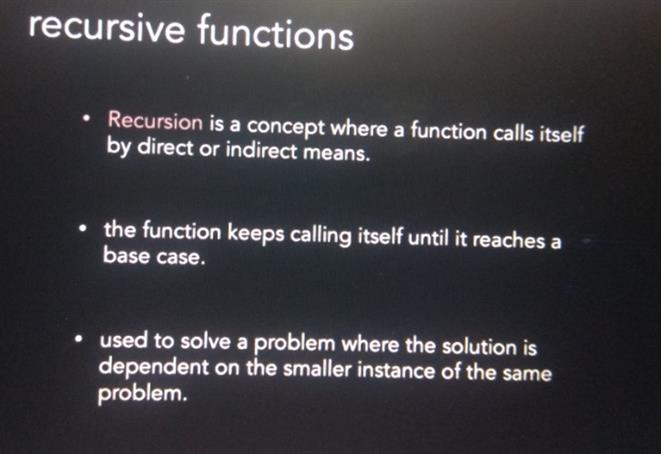 recursive functions
• Recursion is a concept where a function calls itself
by direct or indirect means.
• the function keeps calling itself until it reaches a
base case.
• used to solve a problem where the solution is
dependent on the smaller instance of the same
problem.